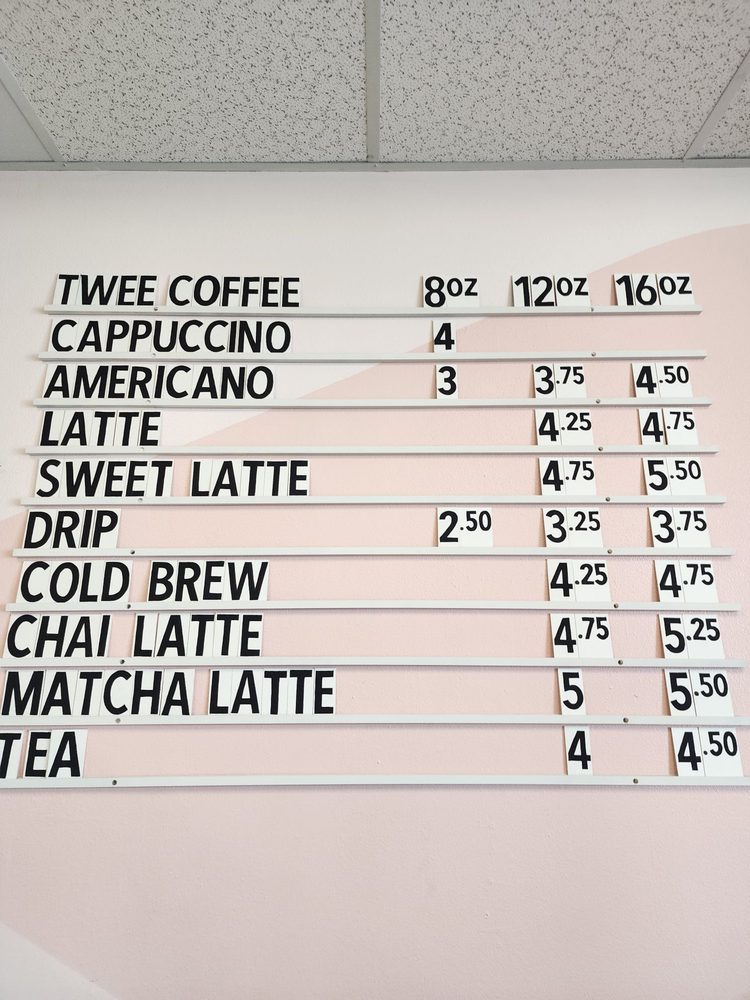 TWEE COFFEE 8OZ 12OZ 16OZ
CAPPUCCINO 4
AMERICANO 3 3.75 4.50
LATTE 4.25 4.75
SWEET LATTE 4.75 5.50
DRIP 2.50 3.25 3.75
COLD BREW 4.25 4.75
CHAI LATTE 4.75 5.25
MATCHA LATTE 5 5.50
TEA 4 4.50